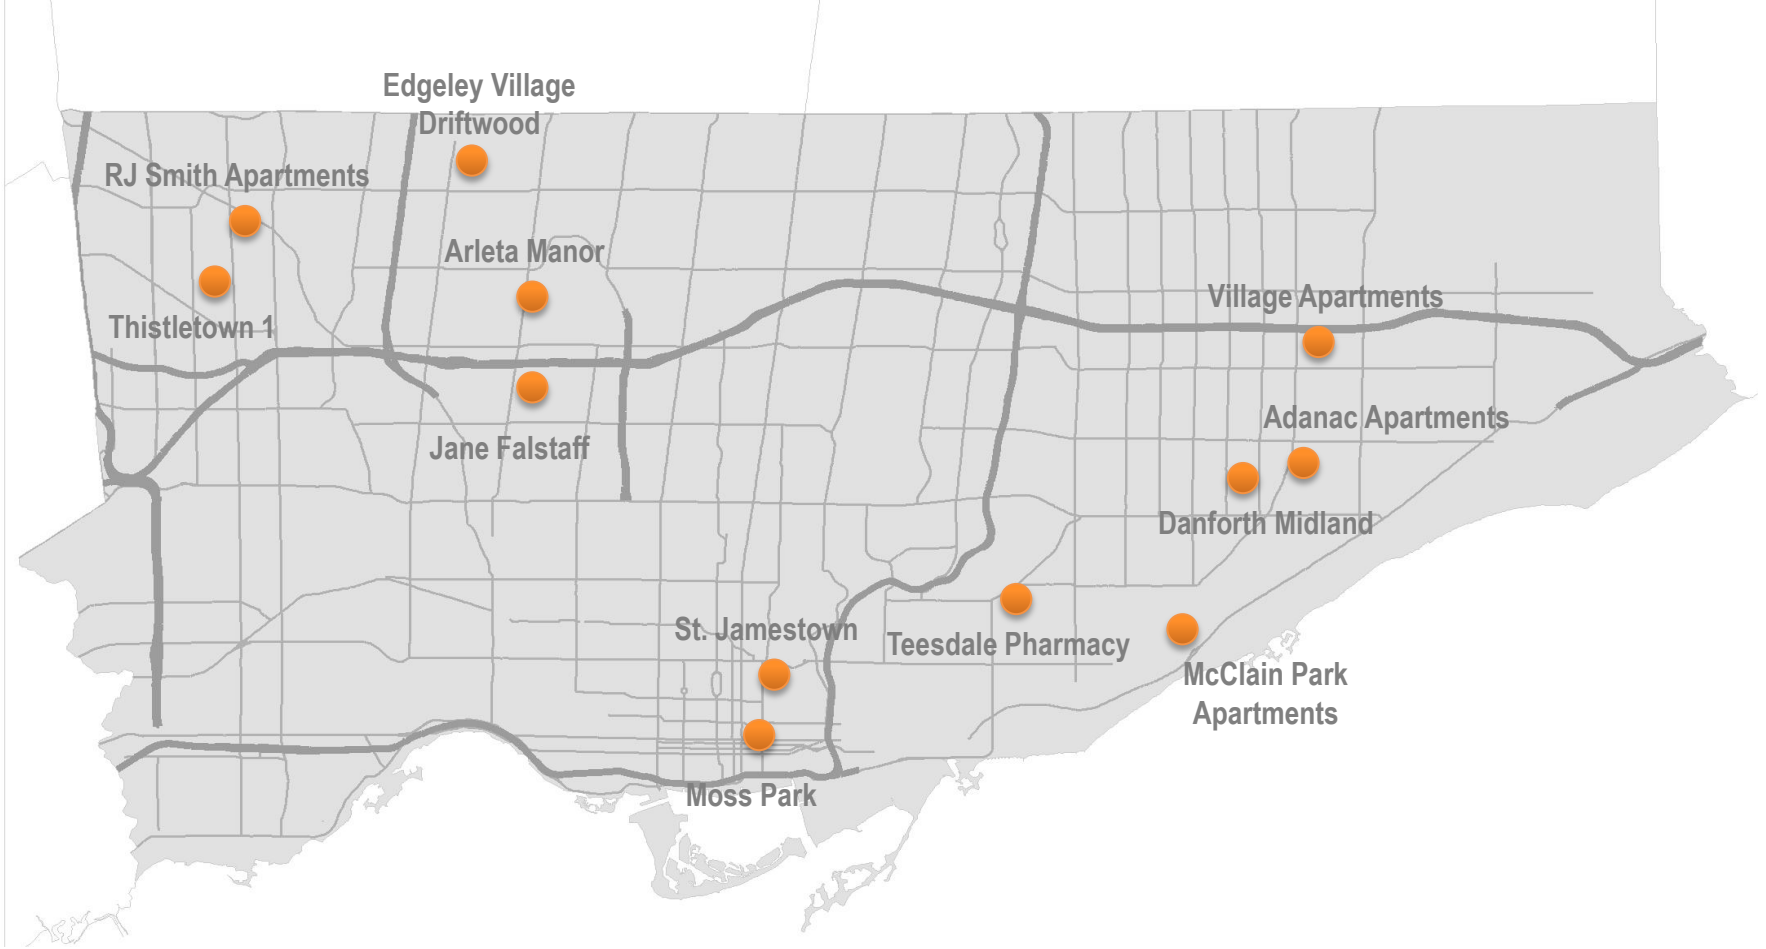 Edgeley Village
Driftwood
RJ Smith Apartments
Arleta Manor
Village Apartments
Thistletown 1
Adanac Apartments
Jane Falstaff
Danforth Midland
St. Jamestown
Teesdale Pharmacy
McClain Park
Apartments
Moss Park